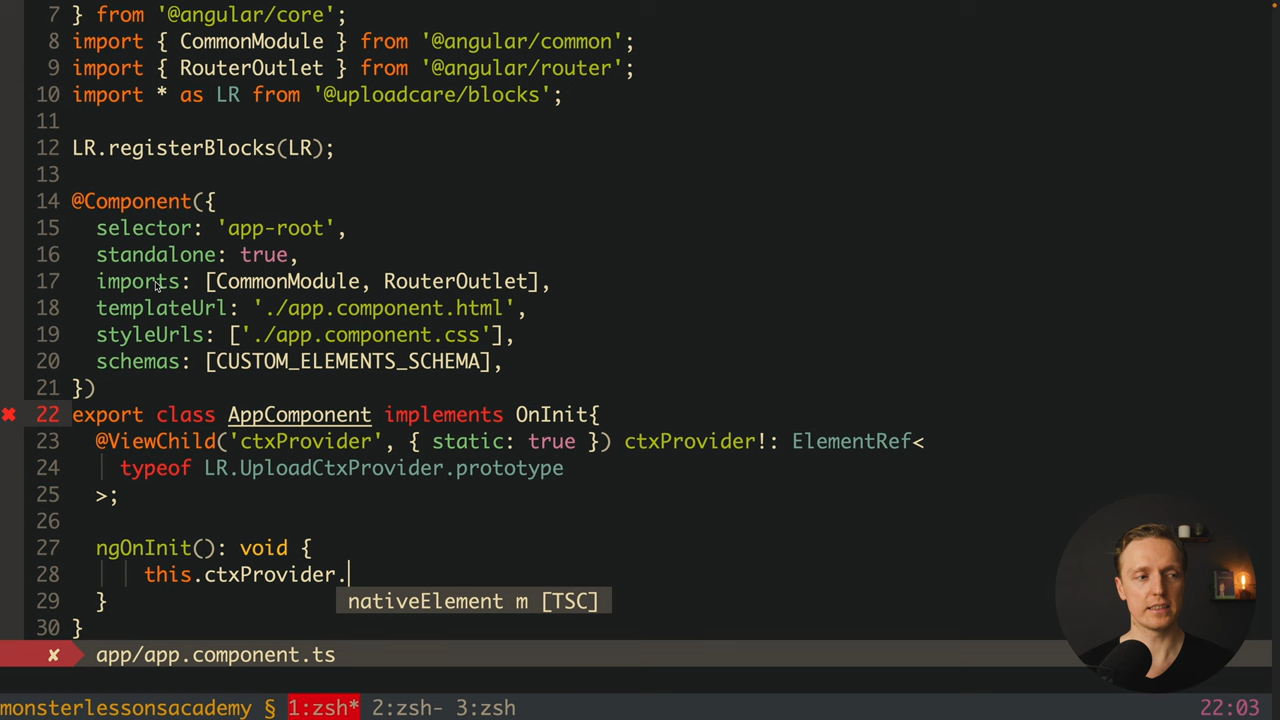 7 } from '@angular/core';
8 import { CommonModule } from '@angular/common';
9 import { RouterOutlet } from '@angular/router';
10 import * as LR from '@uploadcare/blocks';
11
12 LR.registerBlocks(LR);
13
14 @Component({
15 selector: 'app-root',
16 standalone: true,
17 imports: [CommonModule, RouterOutlet],
18 templateUrl: './app.component.html',
19 styleUrls: ['./app.component.css'],
20 schemas: [CUSTOM_ELEMENTS_SCHEMA],
21 })
22 export class AppComponent implements OnInit{
23 @ViewChild('ctxProvider', { static: true }) ctxProvider!: ElementRef<
24 typeof LR.UploadCtxProvider.prototype
25 >;
26
27 ngOnInit(): void {
28 this.ctxProvider.
29 }
nativeElement m [TSC]
30 }
✘ app/app.component.ts
monsterlessonsacademy § 1:zsh* 2:zsh- 3:zsh 22:03